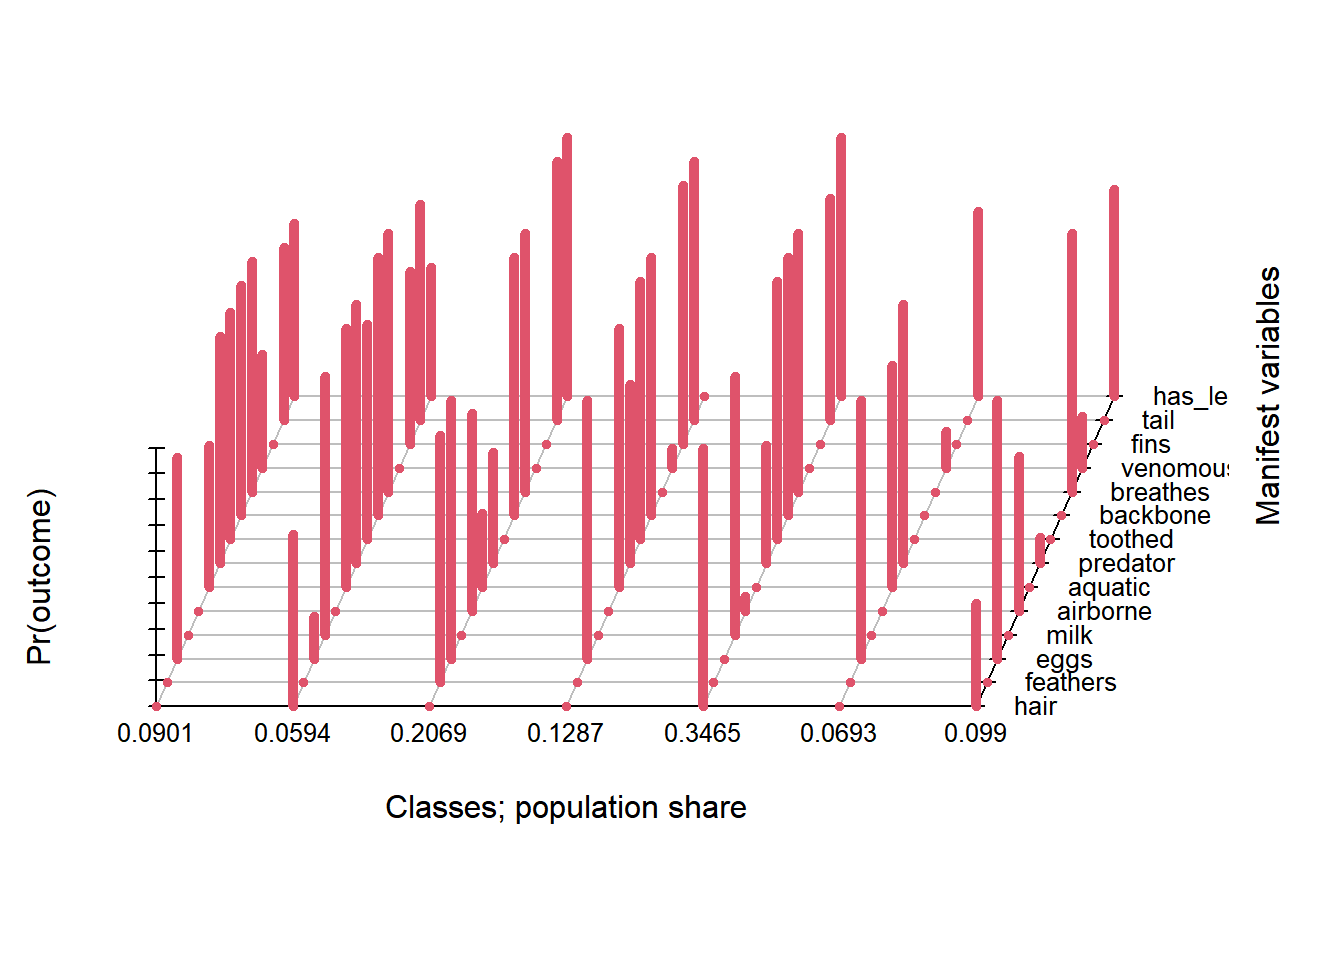 Manifest variables
has_le
tail
fins
venomous
breathes
backbone
toothed
predator
aquatic
airborne
milk
eggs
feathers
hair
Pr(outcome)
0.0901 0.0594 0.2069 0.1287 0.3465 0.0693 0.099
Classes; population share